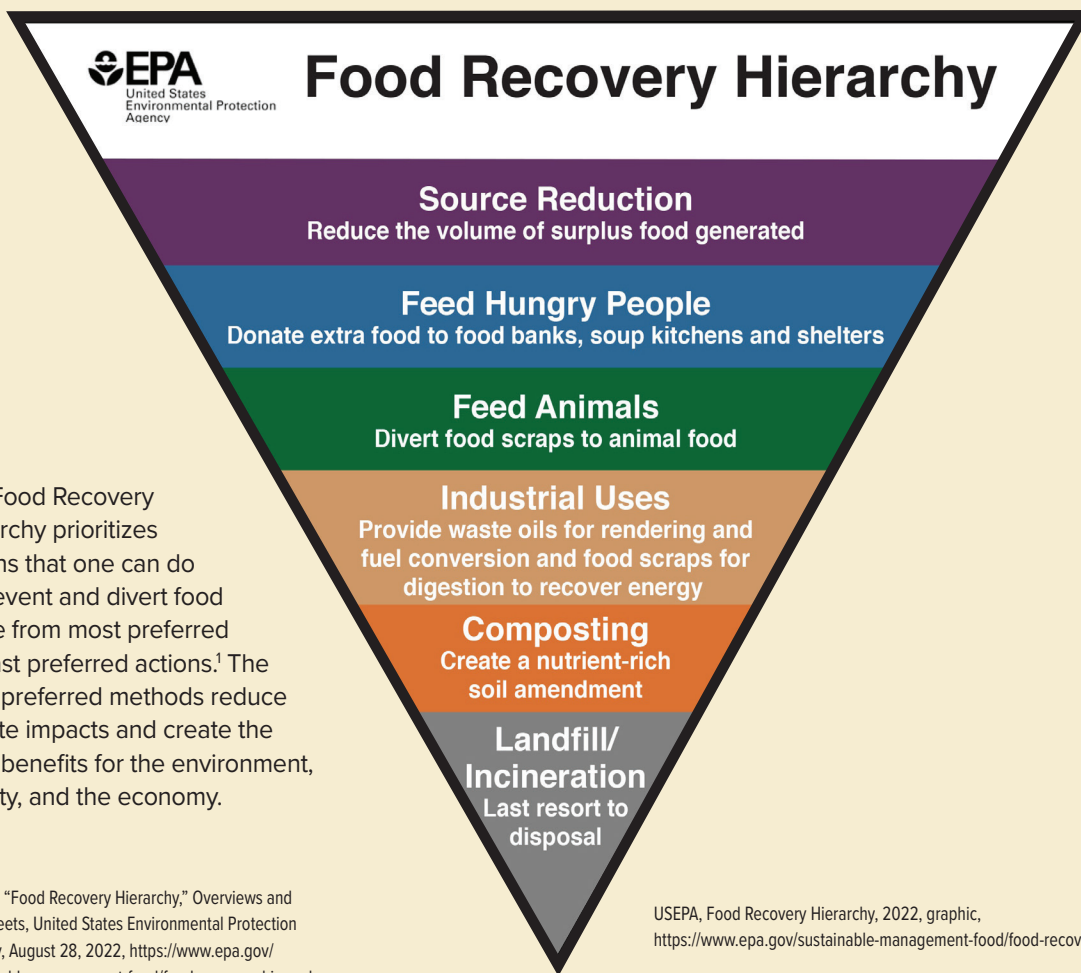 EPA
United States
Environmental Protection
Agency
Food Recovery Hierarchy
Source Reduction
Reduce the volume of surplus food generated
Feed Hungry People
Donate extra food to food banks, soup kitchens and shelters
Feed Animals
Divert food scraps to animal food
Industrial Uses
Provide waste oils for rendering and
fuel conversion and food scraps for
digestion to recover energy
Composting
Create a nutrient-rich
soil amendment
Landfill/
Incineration
Last resort to
disposal
Food Recovery
rchy prioritizes
ns that one can do
event and divert food
e from most preferred
st preferred actions.¹ The
preferred methods reduce
te impacts and create the
benefits for the environment,
ty, and the economy.
"Food Recovery Hierarchy," Overviews and
eets, United States Environmental Protection
y, August 28, 2022, https://www.epa.gov/
USEPA, Food Recovery Hierarchy, 2022, graphic,
https://www.epa.gov/sustainable-management-food/food-recov